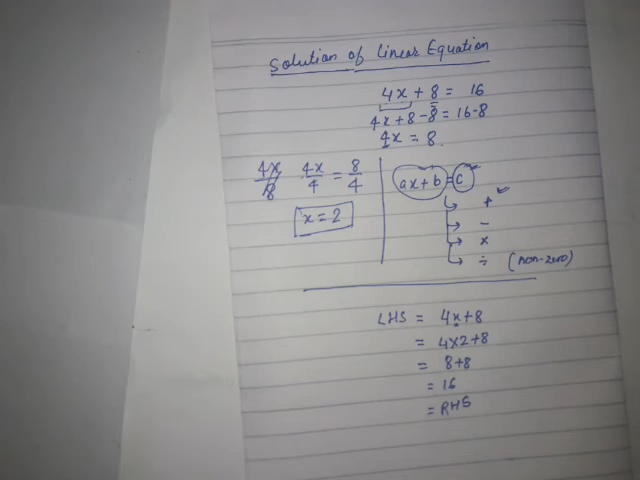 Solution of Linear Equation
4x + 8 = 16
4x + 8 - 8 = 16-8
4x = 8.
4x/8 4x/4 = 8/4
x = 2
ax+b = c
+
-
×
÷ (non-zero)
LHS = 4x+8
= 4×2+8
= 8+8
= 16
= RHS